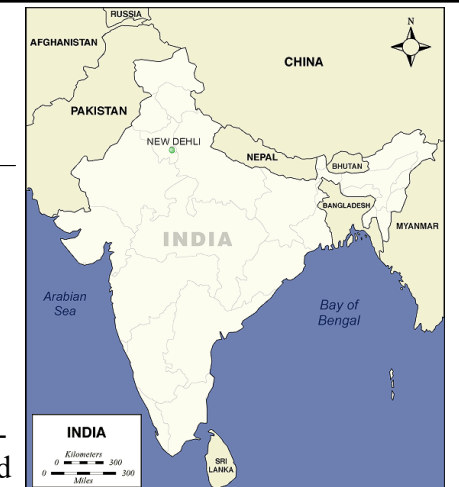 RUSSIA
AFGHANISTAN
CHINA
N
PAKISTAN
NEW DEHLI
NEPAL
BHUTAN
BANGLADESH
MYANMAR
INDIA
Arabian
Sea
Bay of
Bengal
INDIA
Kilometers
0 300
0 300
Miles
SRI
LANKA
d